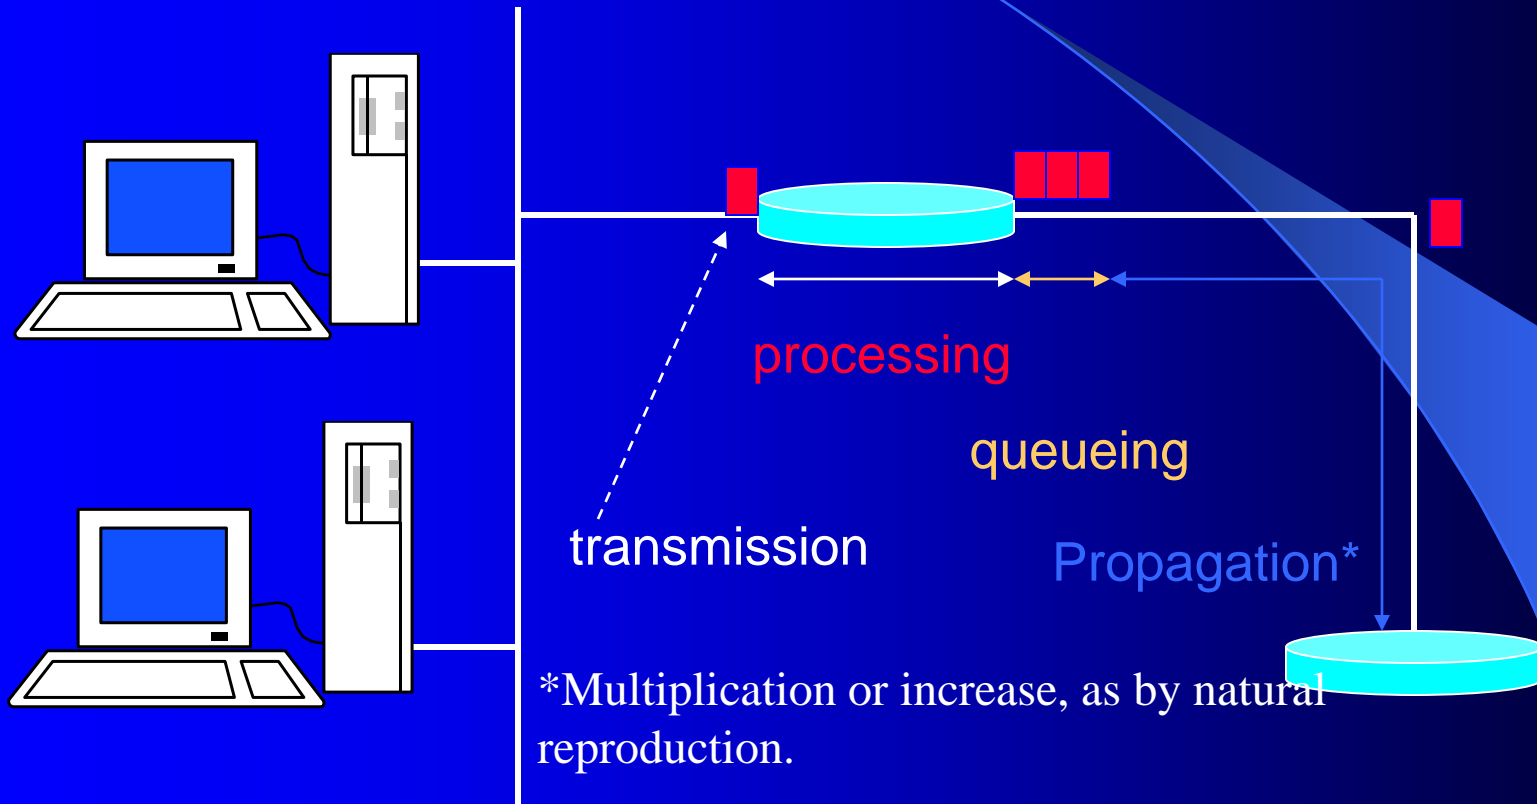 processing
queueing
transmission
Propagation*
*Multiplication or increase, as by natural
reproduction.